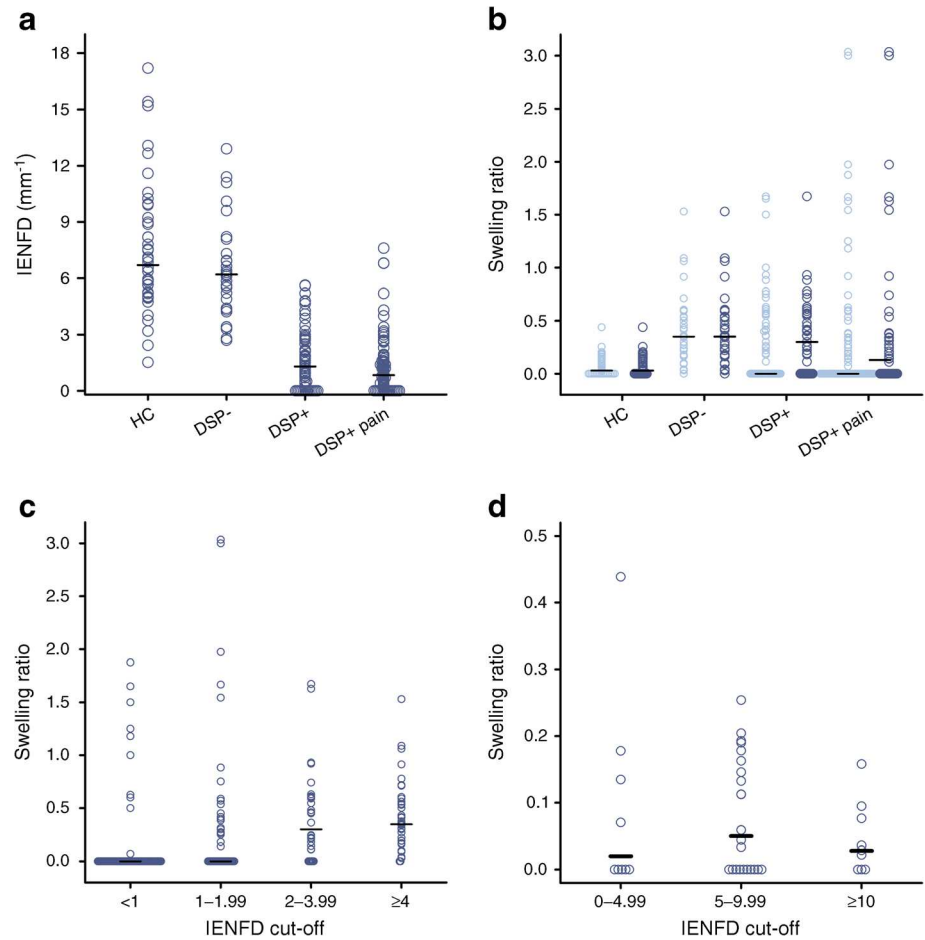 a
18
15
12
9
6
3
0
IENFD (mm⁻¹)
HC
DSP-
DSP+
DSP+ pain
b
3.0
2.5
2.0
1.5
1.0
0.5
0.0
Swelling ratio
HC
DSP-
DSP+
DSP+ pain
c
3.0
2.5
2.0
1.5
1.0
0.5
0.0
Swelling ratio
<1
1–1.99
2–3.99
≥4
IENFD cut-off
d
0.5
0.4
0.3
0.2
0.1
0.0
Swelling ratio
0–4.99
5–9.99
≥10
IENFD cut-off